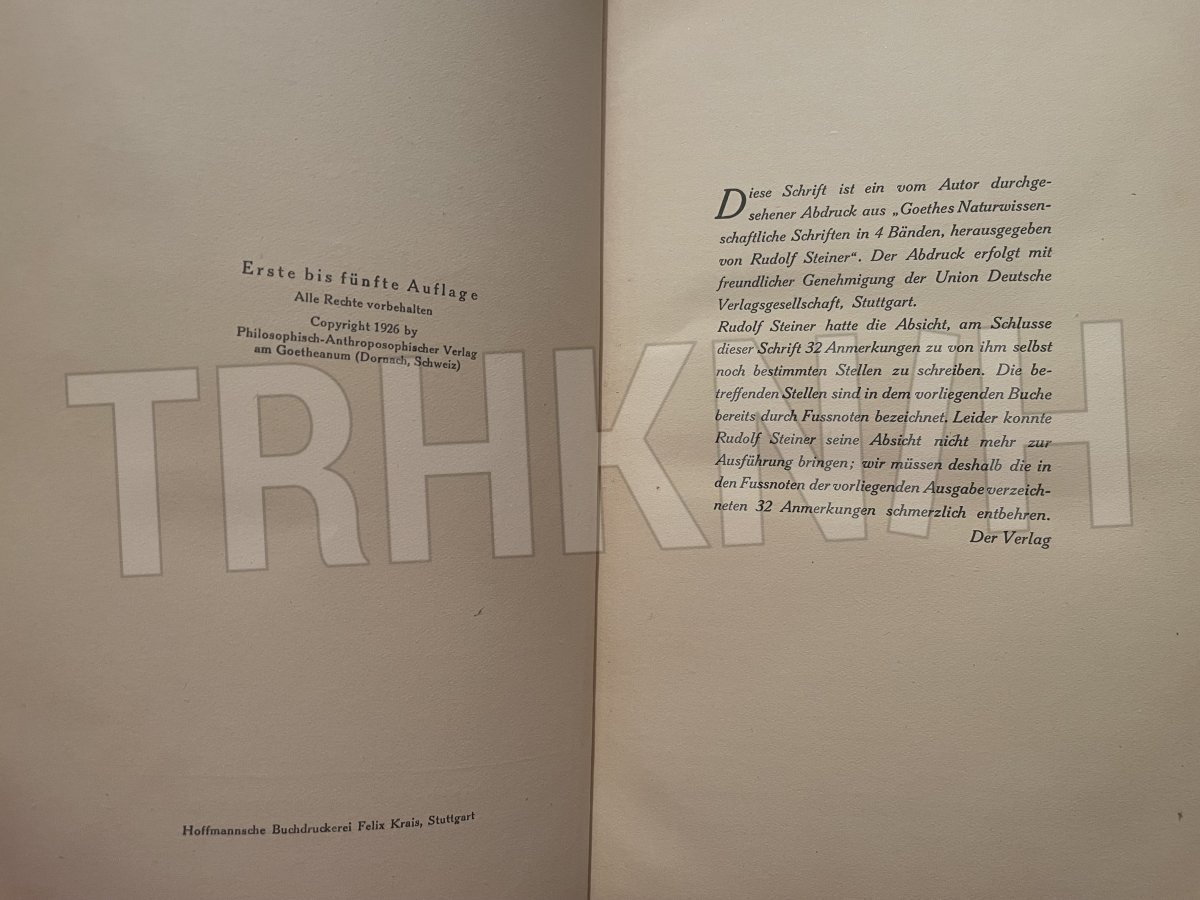 Erste bis fünfte Auflage
Alle Rechte vorbehalten
Copyright 1926 by
Philosophisch-Anthroposophischer Verlag
am Goetheanum (Dornach, Schweiz)
Hoffmannsche Buchdruckerei Felix Krais, Stuttgart
Diese Schrift ist ein vom Autor durchge-
sehener Abdruck aus „Goethes Naturwissen-
schaftliche Schriften in 4 Bänden, herausgegeben
von Rudolf Steiner“. Der Abdruck erfolgt mit
freundlicher Genehmigung der Union Deutsche
Verlagsgesellschaft, Stuttgart.
Rudolf Steiner hatte die Absicht, am Schlusse
dieser Schrift 32 Anmerkungen zu von ihm selbst
noch bestimmten Stellen zu schreiben. Die be-
treffenden Stellen sind in dem vorliegenden Buche
bereits durch Fussnoten bezeichnet. Leider konnte
Rudolf Steiner seine Absicht nicht mehr zur
Ausführung bringen; wir müssen deshalb die in
den Fussnoten der vorliegenden Ausgabe verzeich-
neten 32 Anmerkungen schmerzlich entbehren.
Der Verlag
TRHKN/H